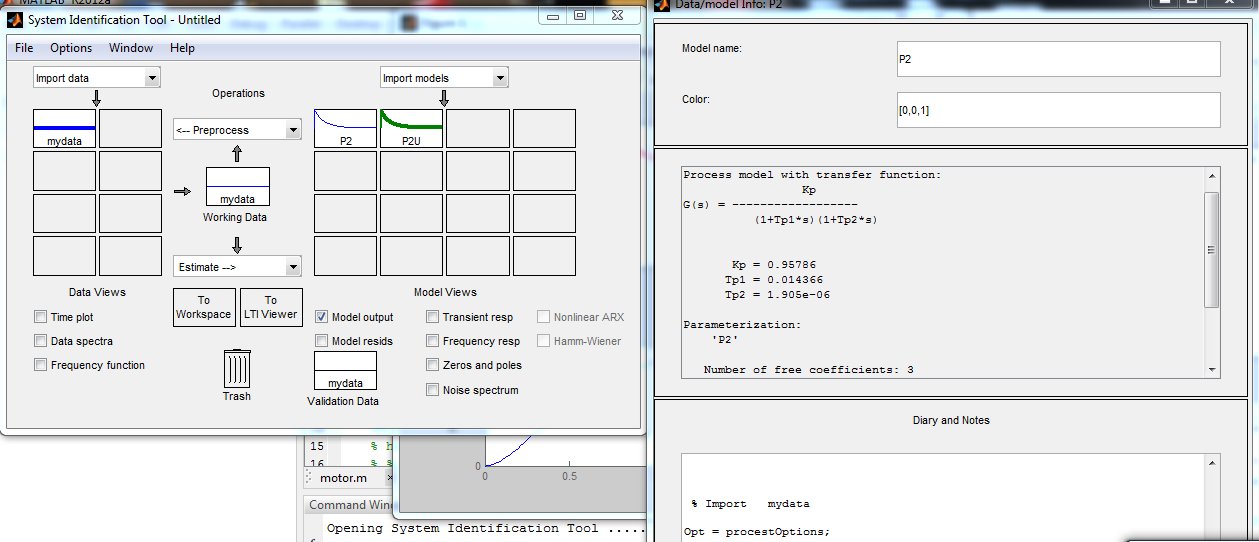 MATLAB R2012a
System Identification Tool - Untitled
File Options Window Help
Import data
Operations
Import models
mydata
<-- Preprocess
P2
P2U
mydata
Working Data
Estimate -->
Data Views
To
Workspace
To
LTI Viewer
Model Views
Time plot
Data spectra
Frequency function
Trash
Model output
Model resids
mydata
Validation Data
Transient resp
Frequency resp
Zeros and poles
Noise spectrum
Nonlinear ARX
Hamm-Wiener
15 % h
16 % %
motor.m
0
0 0.5
Command Win
Opening System Identification Tool .....
Data/model Info: P2
Model name:
P2
Color:
[0,0,1]
Process model with transfer function:
Kp
G(s) = ------------------
(1+Tp1*s)(1+Tp2*s)
Kp = 0.95786
Tp1 = 0.014366
Tp2 = 1.905e-06
Parameterization:
'P2'
Number of free coefficients: 3
Diary and Notes
% Import mydata
Opt = procestOptions;